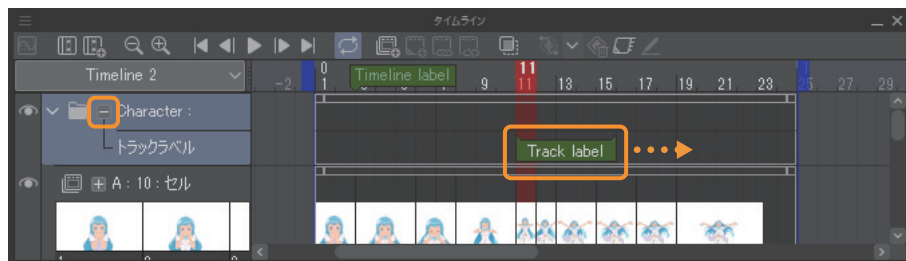 タイムライン
Timeline 2
-2 0 1 Timeline label 9 11 11 13 15 17 19 21 23 1 25 27 29
Character :
トラックラベル
Track label
A : 10 : セル